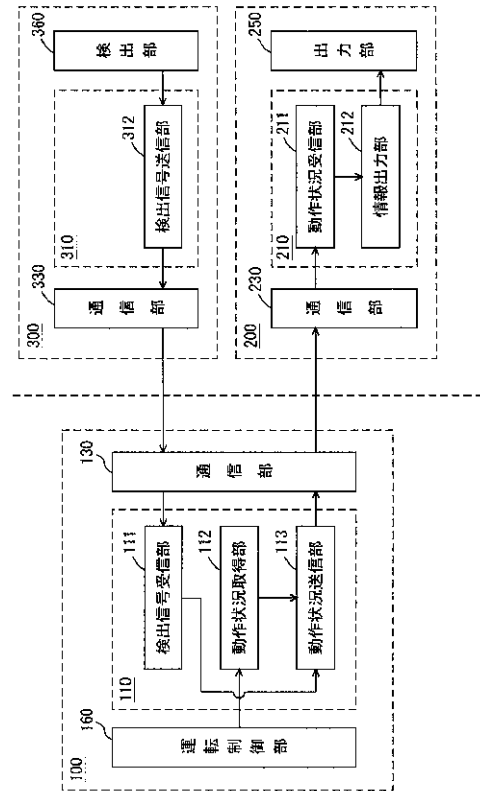 360
検出部
312
検出信号送信部
310
330
通信部
300
250
出力部
211
動作状況受信部
212
情報出力部
210
230
通信部
200
130
通信部
111
検出信号受信部
112
動作状況取得部
113
動作状況送信部
110
160
運転制御部
100